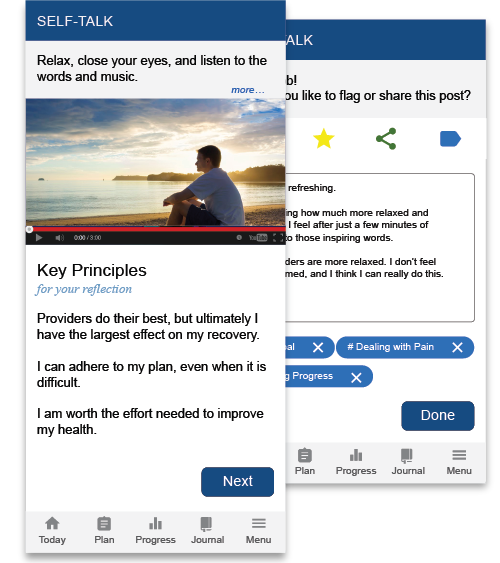 SELF-TALK
Relax, close your eyes, and listen to the
words and music.
more…
0:00 / 3:00
YouTube
Key Principles
for your reflection
Providers do their best, but ultimately I
have the largest effect on my recovery.
I can adhere to my plan, even when it is
difficult.
I am worth the effort needed to improve
my health.
Next
Today
Plan
Progress
Journal
Menu
ALK
b!
ou like to flag or share this post?
refreshing.
ing how much more relaxed and
I feel after just a few minutes of
to those inspiring words.
ders are more relaxed. I don't feel
med, and I think I can really do this.
al
# Dealing with Pain
g Progress
Done
Plan
Progress
Journal
Menu